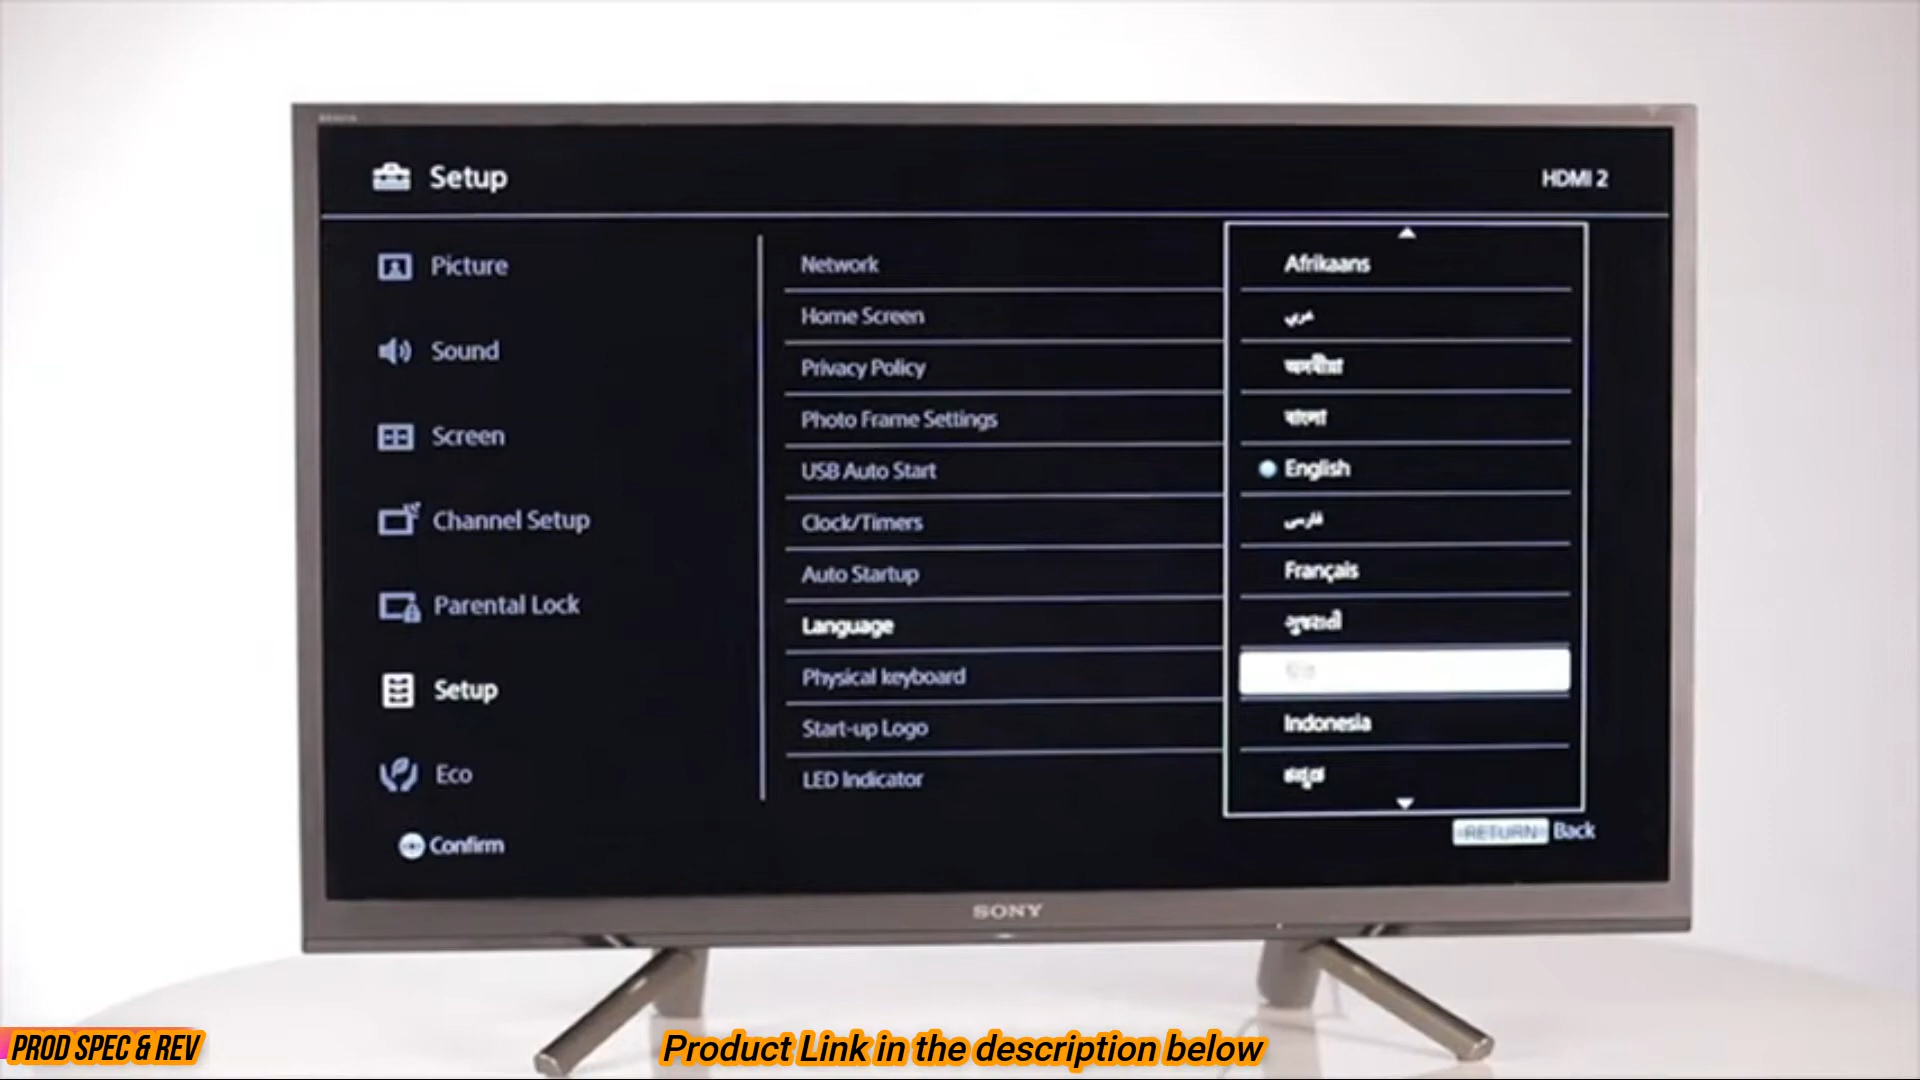 Setup
HDMI 2
Picture
Sound
Screen
Channel Setup
Parental Lock
Setup
Eco
Confirm
Network
Home Screen
Privacy Policy
Photo Frame Settings
USB Auto Start
Clock/Timers
Auto Startup
Language
Physical keyboard
Start-up Logo
LED Indicator
Afrikaans
عربي
অসমীয়া
বাংলা
English
فارسی
Français
ગુજરાતી
Indonesia
ಕನ್ನಡ
RETURN Back
SONY
PROD SPEC & REV
Product Link in the description below